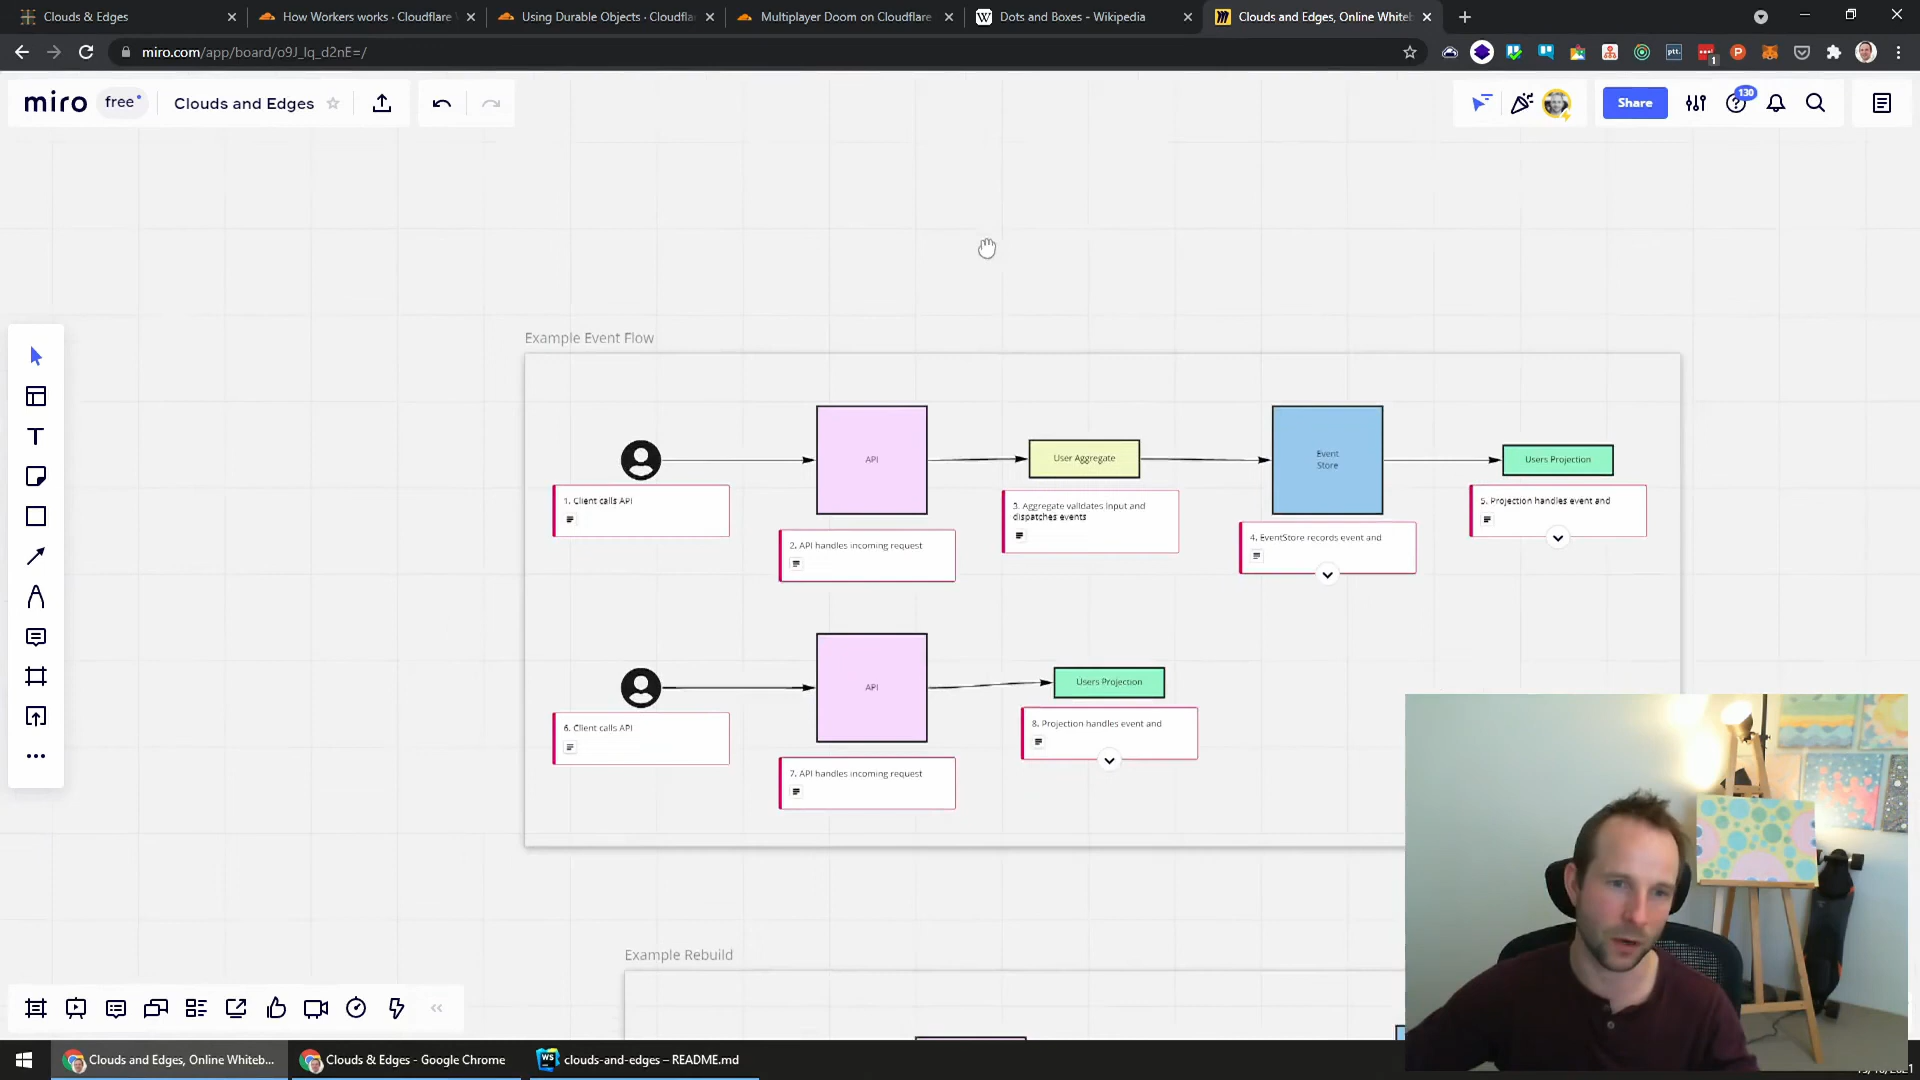 Clouds & Edges
How Workers works · Cloudflare
Using Durable Objects · Cloudfla
Multiplayer Doom on Cloudflare
Dots and Boxes - Wikipedia
Clouds and Edges, Online Whiteb
miro.com/app/board/o9J_lq_d2nE=/
miro
free
Clouds and Edges
Share
130
Example Event Flow
API
User Aggregate
Event
Store
Users Projection
1. Client calls API
2. API handles incoming request
3. Aggregate validates input and
dispatches events
4. EventStore records event and
5. Projection handles event and
API
Users Projection
6. Client calls API
7. API handles incoming request
8. Projection handles event and
Example Rebuild
Clouds and Edges, Online Whiteb...
Clouds & Edges - Google Chrome
clouds-and-edges – README.md